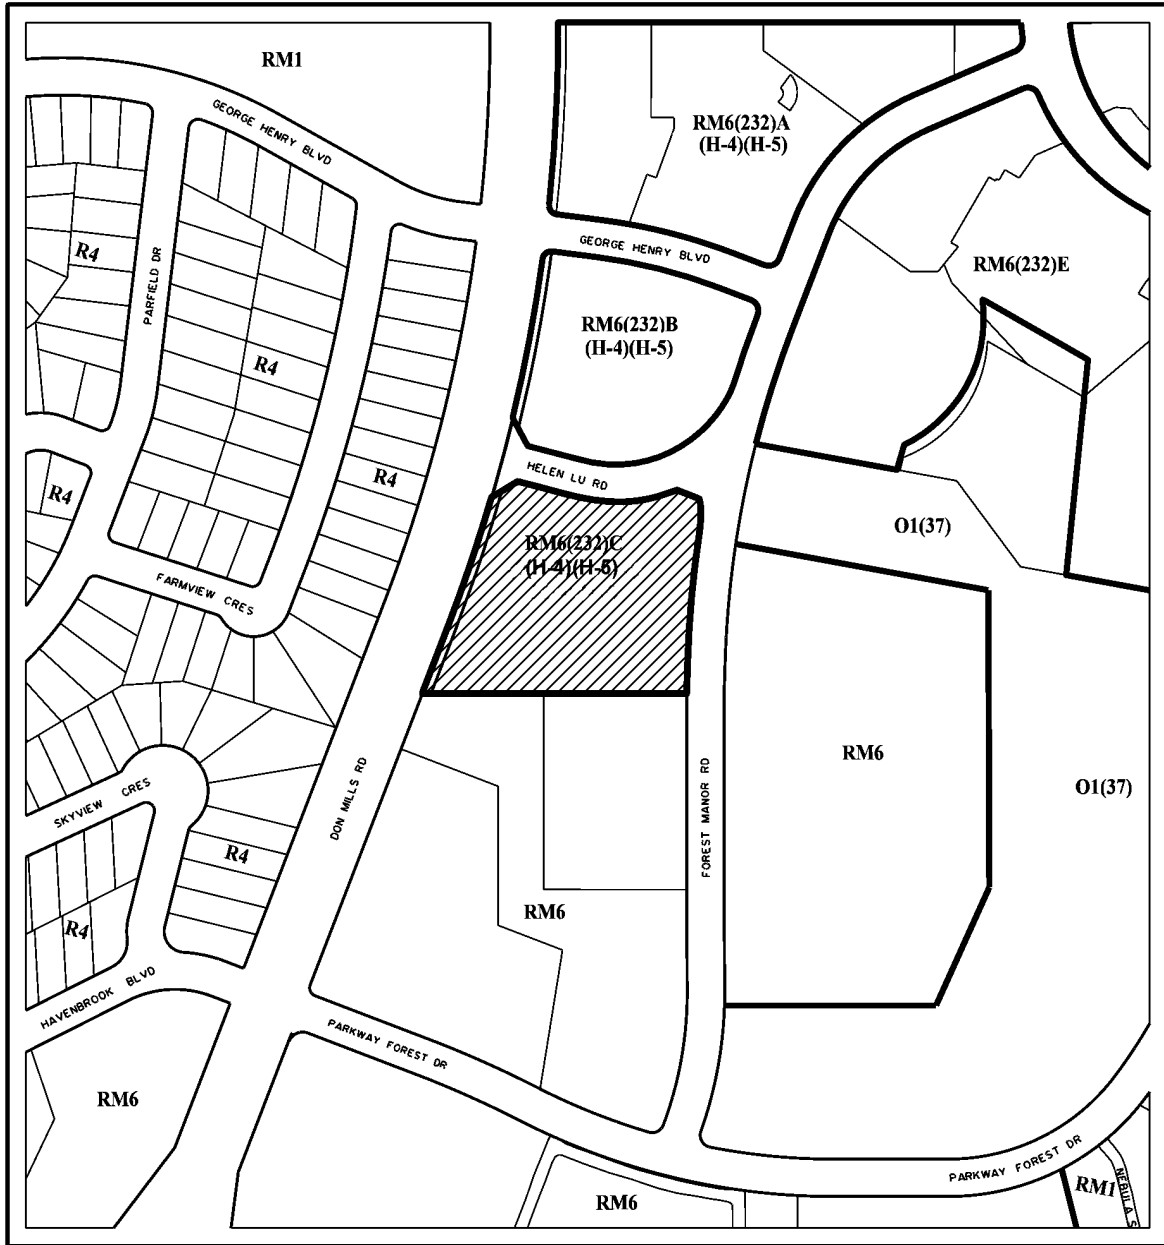 RM1
GEORGE HENRY BLVD
RM6(232)A
(H-4)(H-5)
R4
PARFIELD DR
GEORGE HENRY BLVD
RM6(232)E
RM6(232)B
(H-4)(H-5)
R4
R4
R4
HELEN LU RD
O1(37)
RM6(232)C
(H-4)(H-5)
FARMVIEW CRES
RM6
O1(37)
SKYVIEW CRES
DON MILLS RD
FOREST MANOR RD
R4
RM6
R4
HAVENBROOK BLVD
PARKWAY FOREST DR
RM6
PARKWAY FOREST DR
RM1
NEBULA S
RM6